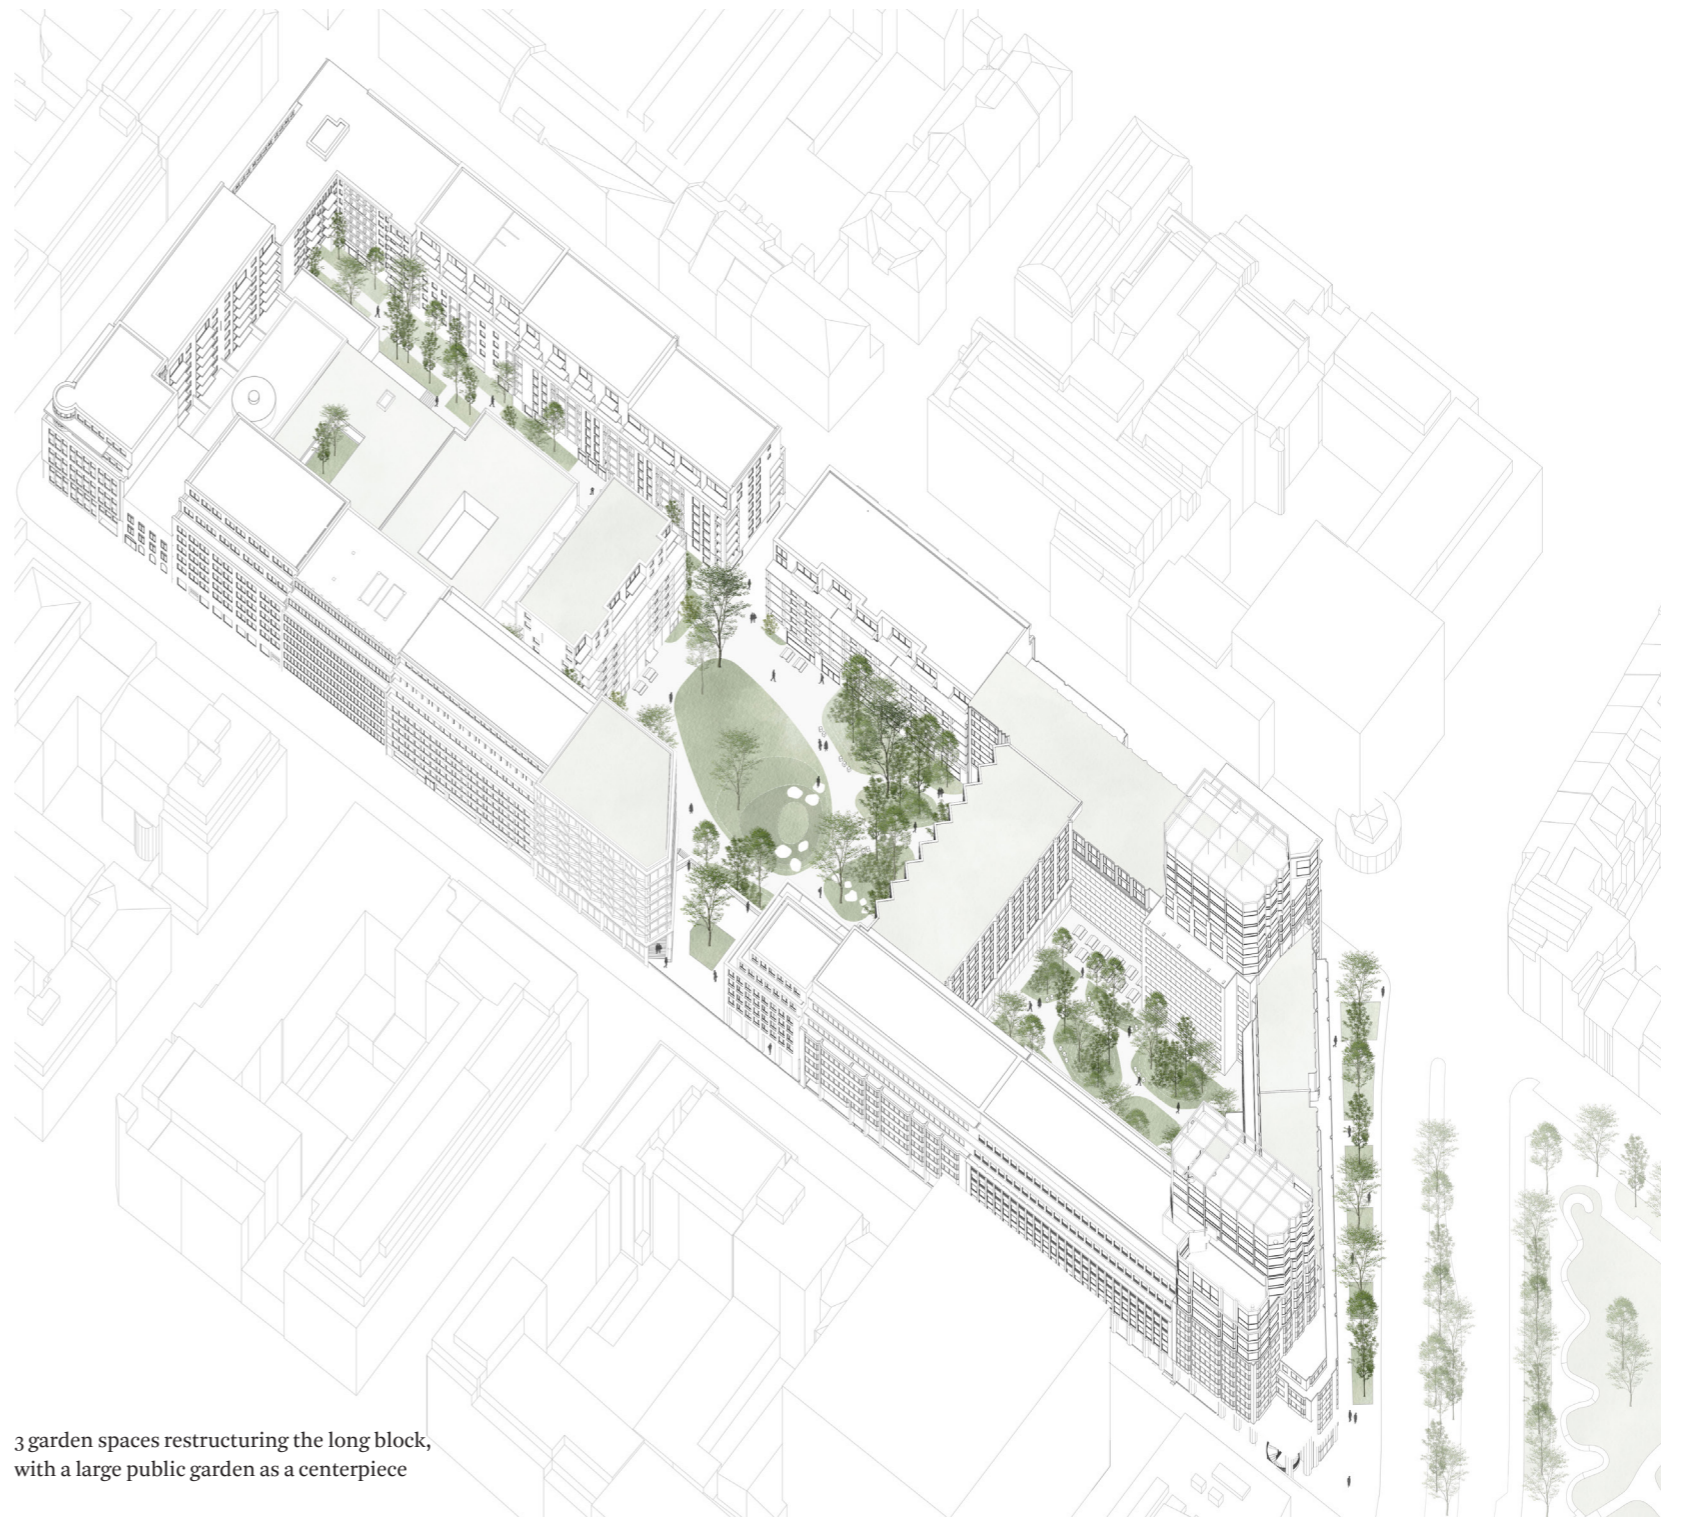 3 garden spaces restructuring the long block,
with a large public garden as a centerpiece